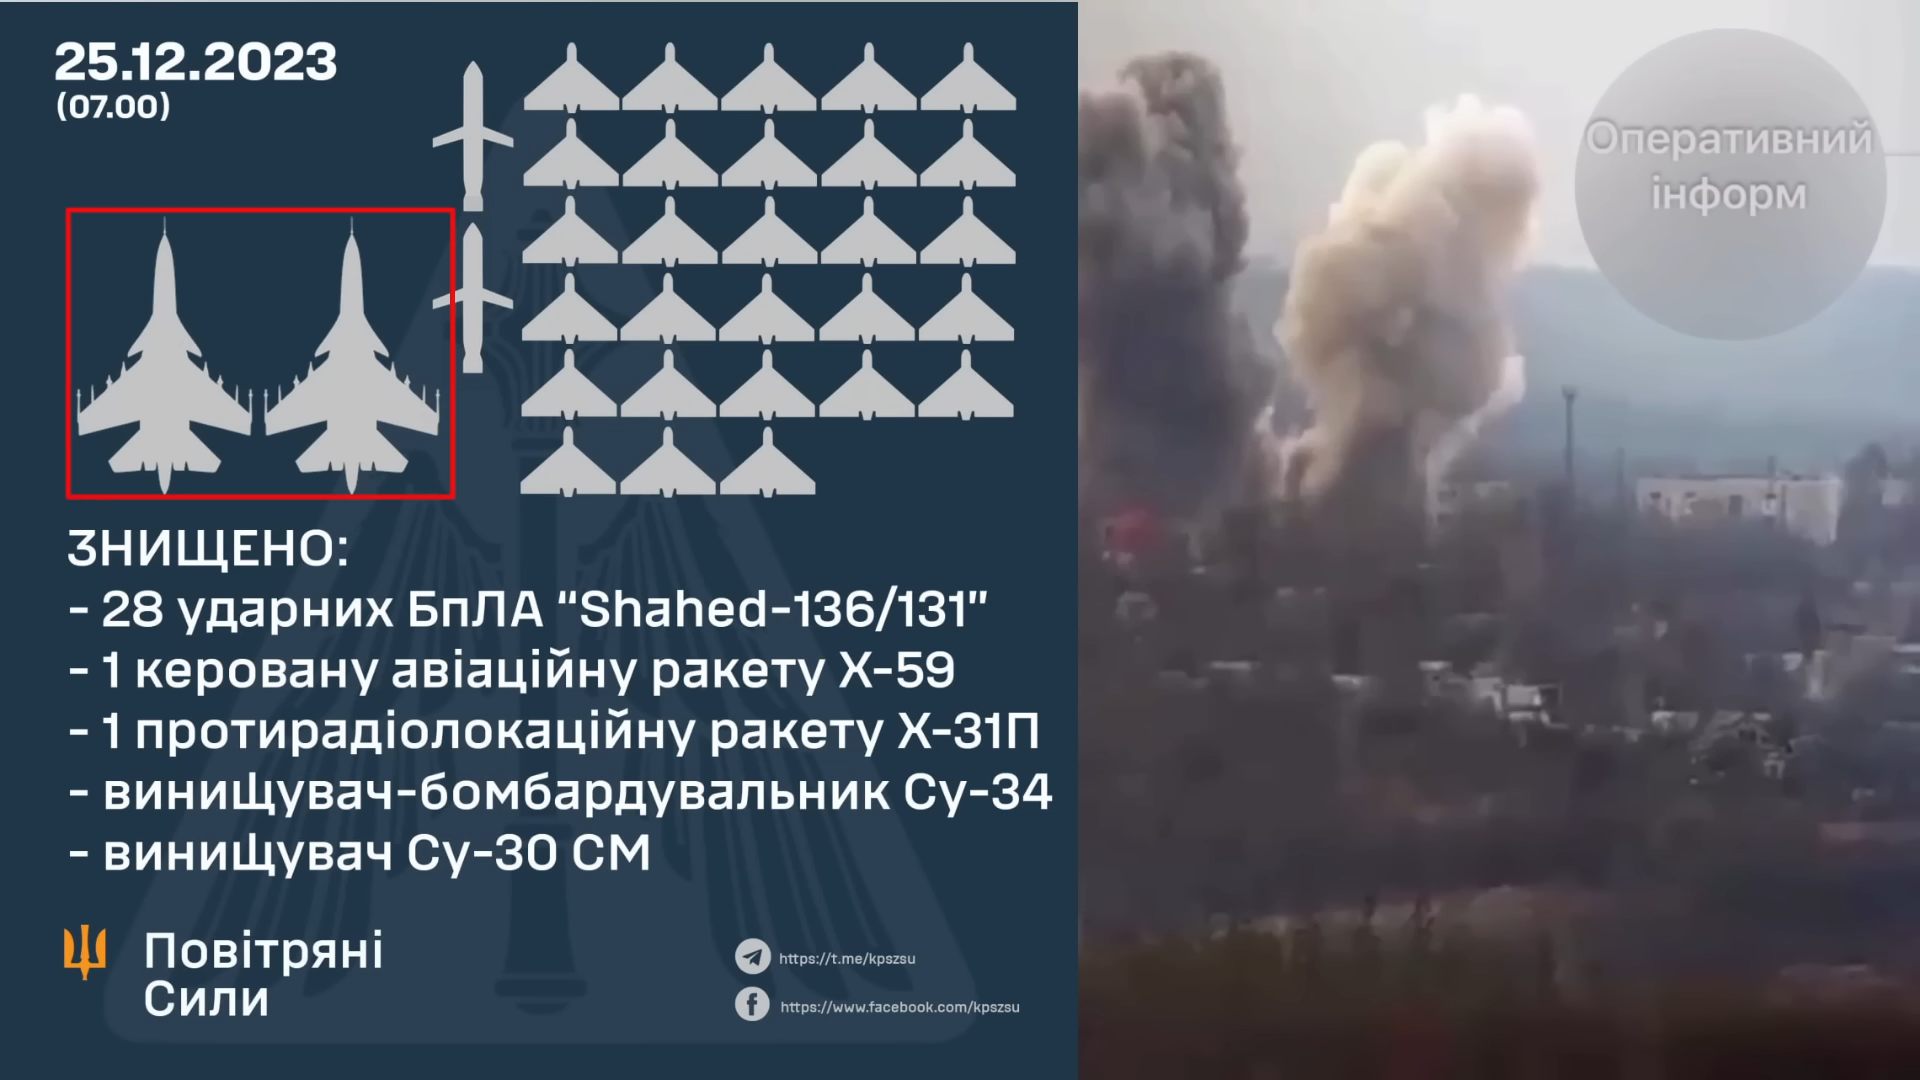 25.12.2023
(07.00)
ЗНИЩЕНО:
- 28 ударних БпЛА “Shahed-136/131”
- 1 керовану авіаційну ракету Х-59
- 1 протирадіолокаційну ракету Х-31П
- винищувач-бомбардувальник Су-34
- винищувач Су-30 СМ
Повітряні
Сили
https://t.me/kpszsu
https://www.facebook.com/kpszsu
Оперативний
інформ